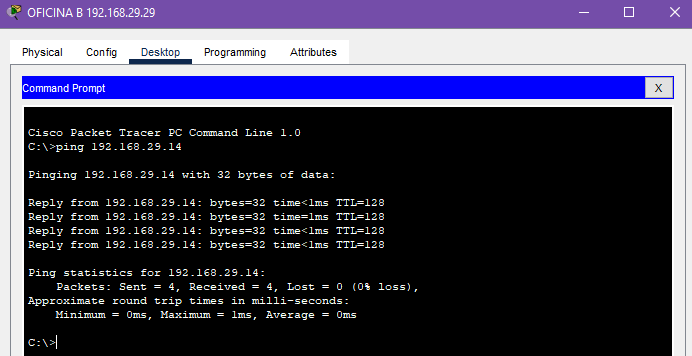 OFICINA B 192.168.29.29
Physical Config Desktop Programming Attributes
Command Prompt X
Cisco Packet Tracer PC Command Line 1.0
C:\>ping 192.168.29.14
Pinging 192.168.29.14 with 32 bytes of data:
Reply from 192.168.29.14: bytes=32 time<1ms TTL=128
Reply from 192.168.29.14: bytes=32 time=1ms TTL=128
Reply from 192.168.29.14: bytes=32 time<1ms TTL=128
Reply from 192.168.29.14: bytes=32 time<1ms TTL=128
Ping statistics for 192.168.29.14:
    Packets: Sent = 4, Received = 4, Lost = 0 (0% loss),
Approximate round trip times in milli-seconds:
    Minimum = 0ms, Maximum = 1ms, Average = 0ms
C:\>